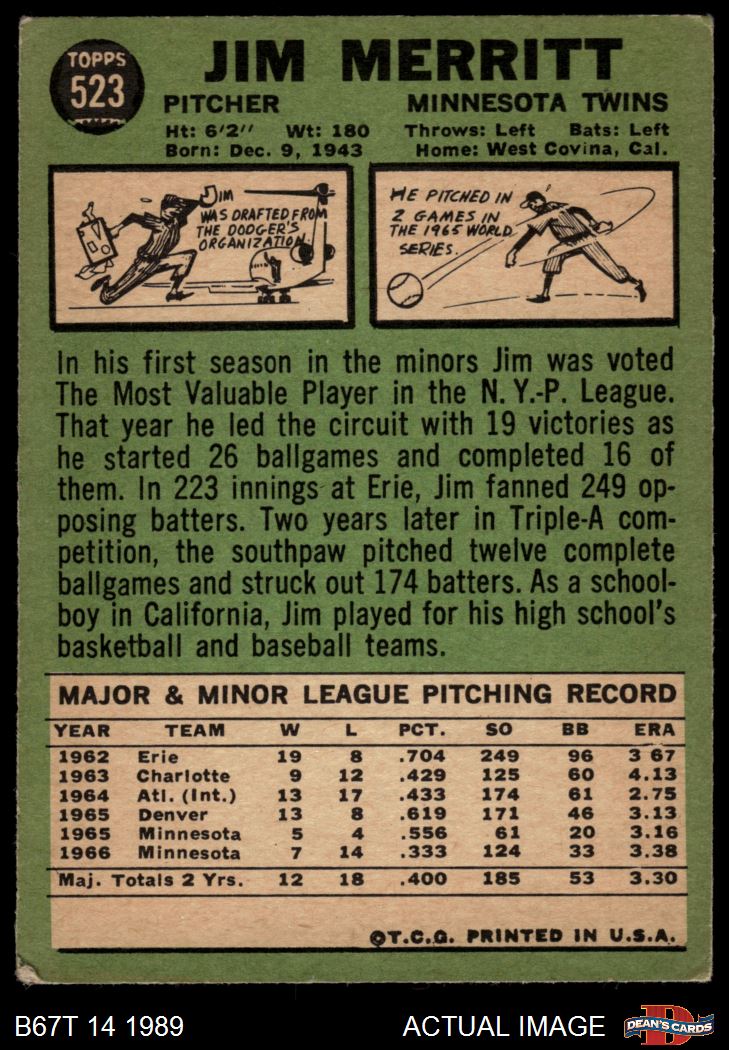 TOPPS
523
JIM MERRITT
PITCHER MINNESOTA TWINS
Ht: 6'2" Wt: 180 Throws: Left Bats: Left
Born: Dec. 9, 1943 Home: West Covina, Cal.
JIM
WAS DRAFTED FROM
THE DODGER'S
ORGANIZATION.
HE PITCHED IN
2 GAMES IN
THE 1965 WORLD
SERIES.
In his first season in the minors Jim was voted
The Most Valuable Player in the N. Y.-P. League.
That year he led the circuit with 19 victories as
he started 26 ballgames and completed 16 of
them. In 223 innings at Erie, Jim fanned 249 op-
posing batters. Two years later in Triple-A com-
petition, the southpaw pitched twelve complete
ballgames and struck out 174 batters. As a school-
boy in California, Jim played for his high school's
basketball and baseball teams.
MAJOR & MINOR LEAGUE PITCHING RECORD
YEAR TEAM W L PCT. SO BB ERA
1962 Erie 19 8 .704 249 96 3 67
1963 Charlotte 9 12 .429 125 60 4.13
1964 Atl. (Int.) 13 17 .433 174 61 2.75
1965 Denver 13 8 .619 171 46 3.13
1965 Minnesota 5 4 .556 61 20 3.16
1966 Minnesota 7 14 .333 124 33 3.38
Maj. Totals 2 Yrs. 12 18 .400 185 53 3.30
©T.C.G. PRINTED IN U.S.A.
B67T 14 1989 ACTUAL IMAGE
D
DEAN'S CARDS